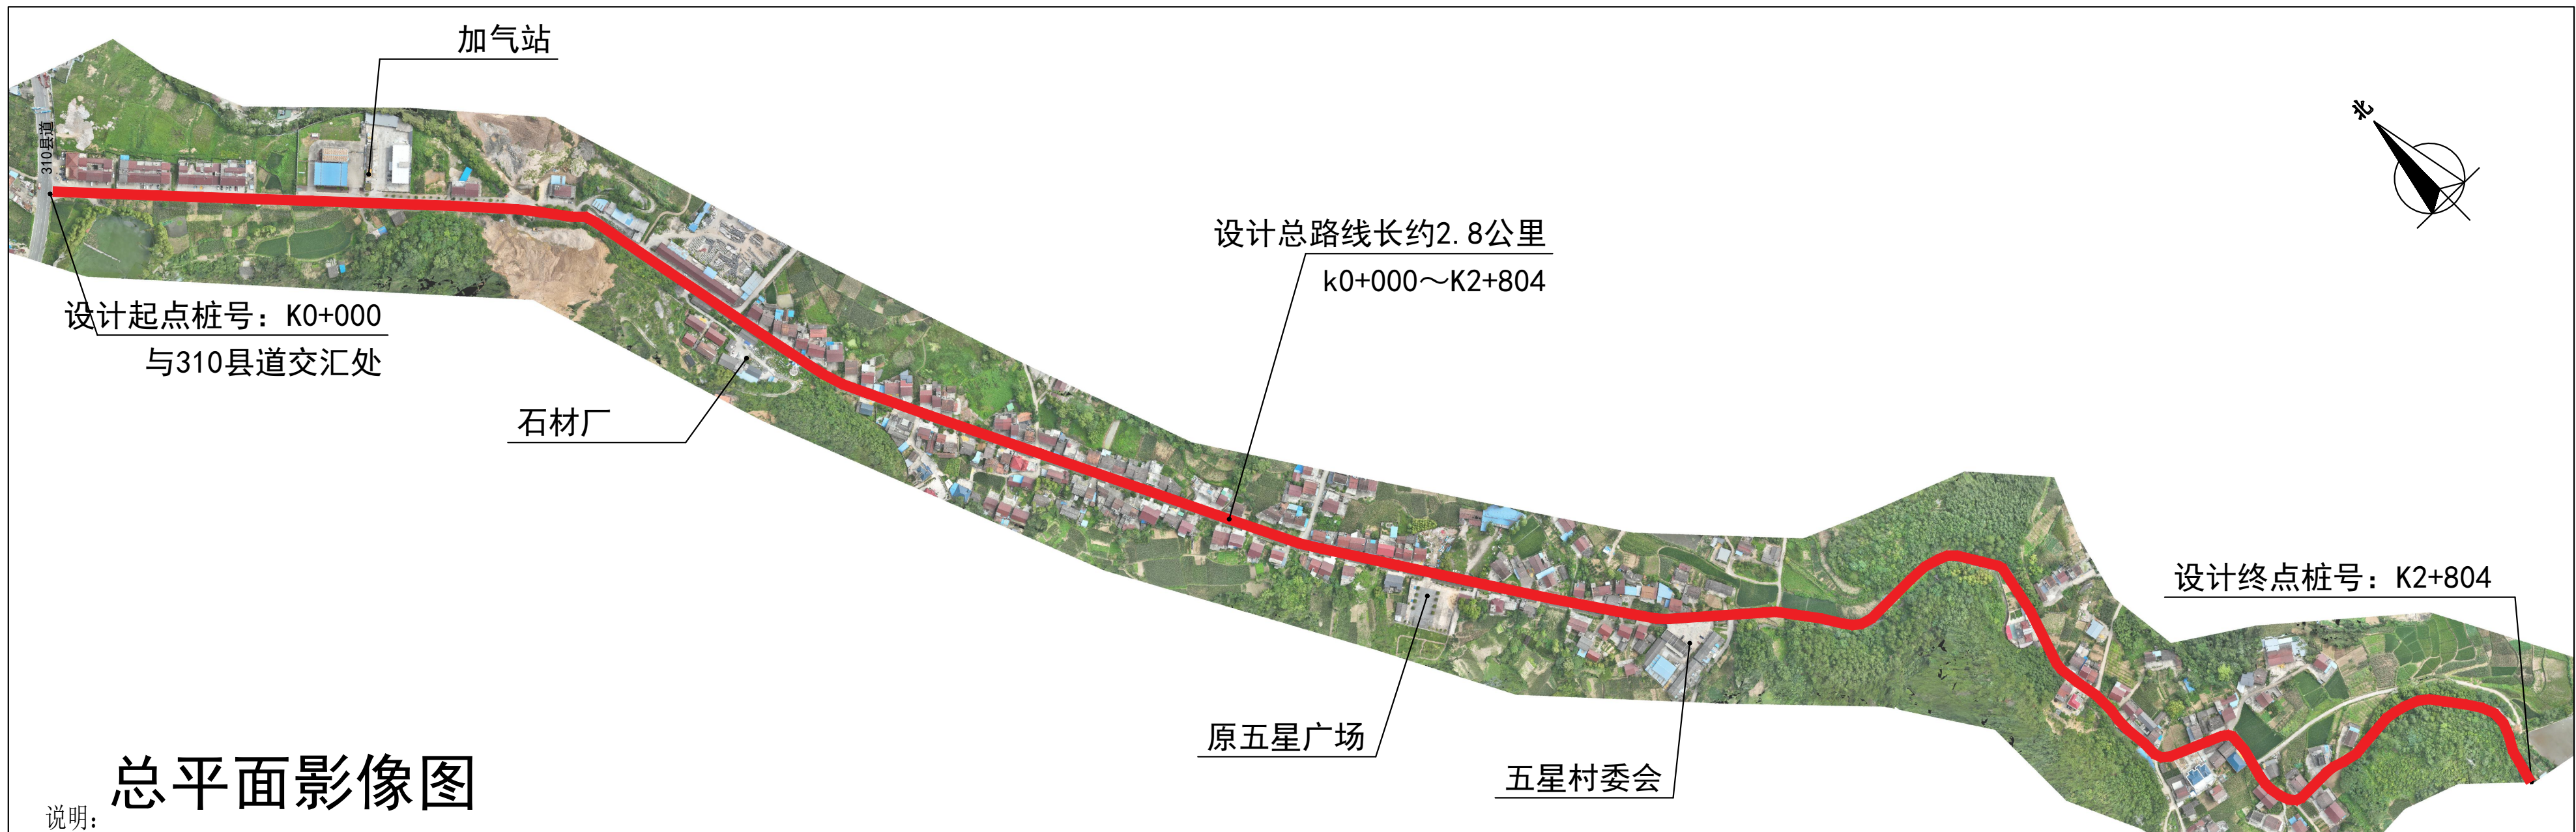 加气站
北
310县道
设计总路线长约2.8公里
k0+000～K2+804
设计起点桩号：K0+000
与310县道交汇处
石材厂
设计终点桩号：K2+804
原五星广场
五星村委会
总平面影像图
说明：